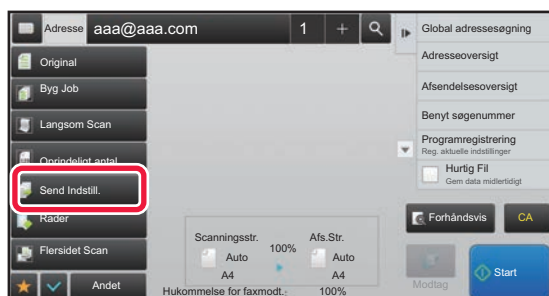 Adresse aaa@aaa.com 1 +
Original
Byg Job
Langsom Scan
Oprindeligt antal
Send Indstill.
Rader
Flersidet Scan
Andet
Scanningsstr. 100% Afs.Str.
Auto Auto
A4 A4
Hukommelse for faxmodt.: 100%
Global adressesøgning
Adresseoversigt
Afsendelsesoversigt
Benyt søgenummer
Programregistrering
Reg. aktuelle indstillinger
Hurtig Fil
Gem data midlertidigt
Forhåndsvis CA
Modtag Start